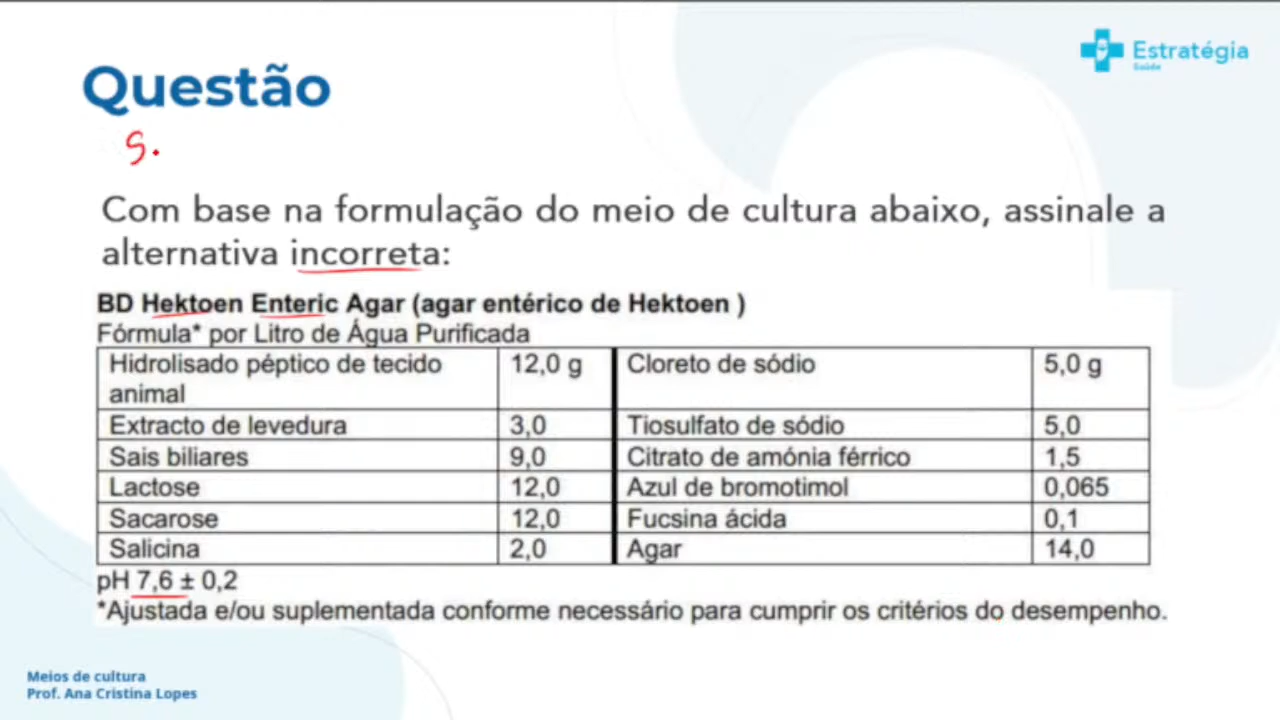 Estratégia
Saúde
Questão
S.
Com base na formulação do meio de cultura abaixo, assinale a
alternativa incorreta:
BD Hektoen Enteric Agar (agar entérico de Hektoen )
Fórmula* por Litro de Água Purificada
Hidrolisado péptico de tecido animal 12,0 g Cloreto de sódio 5,0 g
Extracto de levedura 3,0 Tiosulfato de sódio 5,0
Sais biliares 9,0 Citrato de amónia férrico 1,5
Lactose 12,0 Azul de bromotimol 0,065
Sacarose 12,0 Fucsina ácida 0,1
Salicina 2,0 Agar 14,0
pH 7,6 ± 0,2
*Ajustada e/ou suplementada conforme necessário para cumprir os critérios do desempenho.
Meios de cultura
Prof. Ana Cristina Lopes